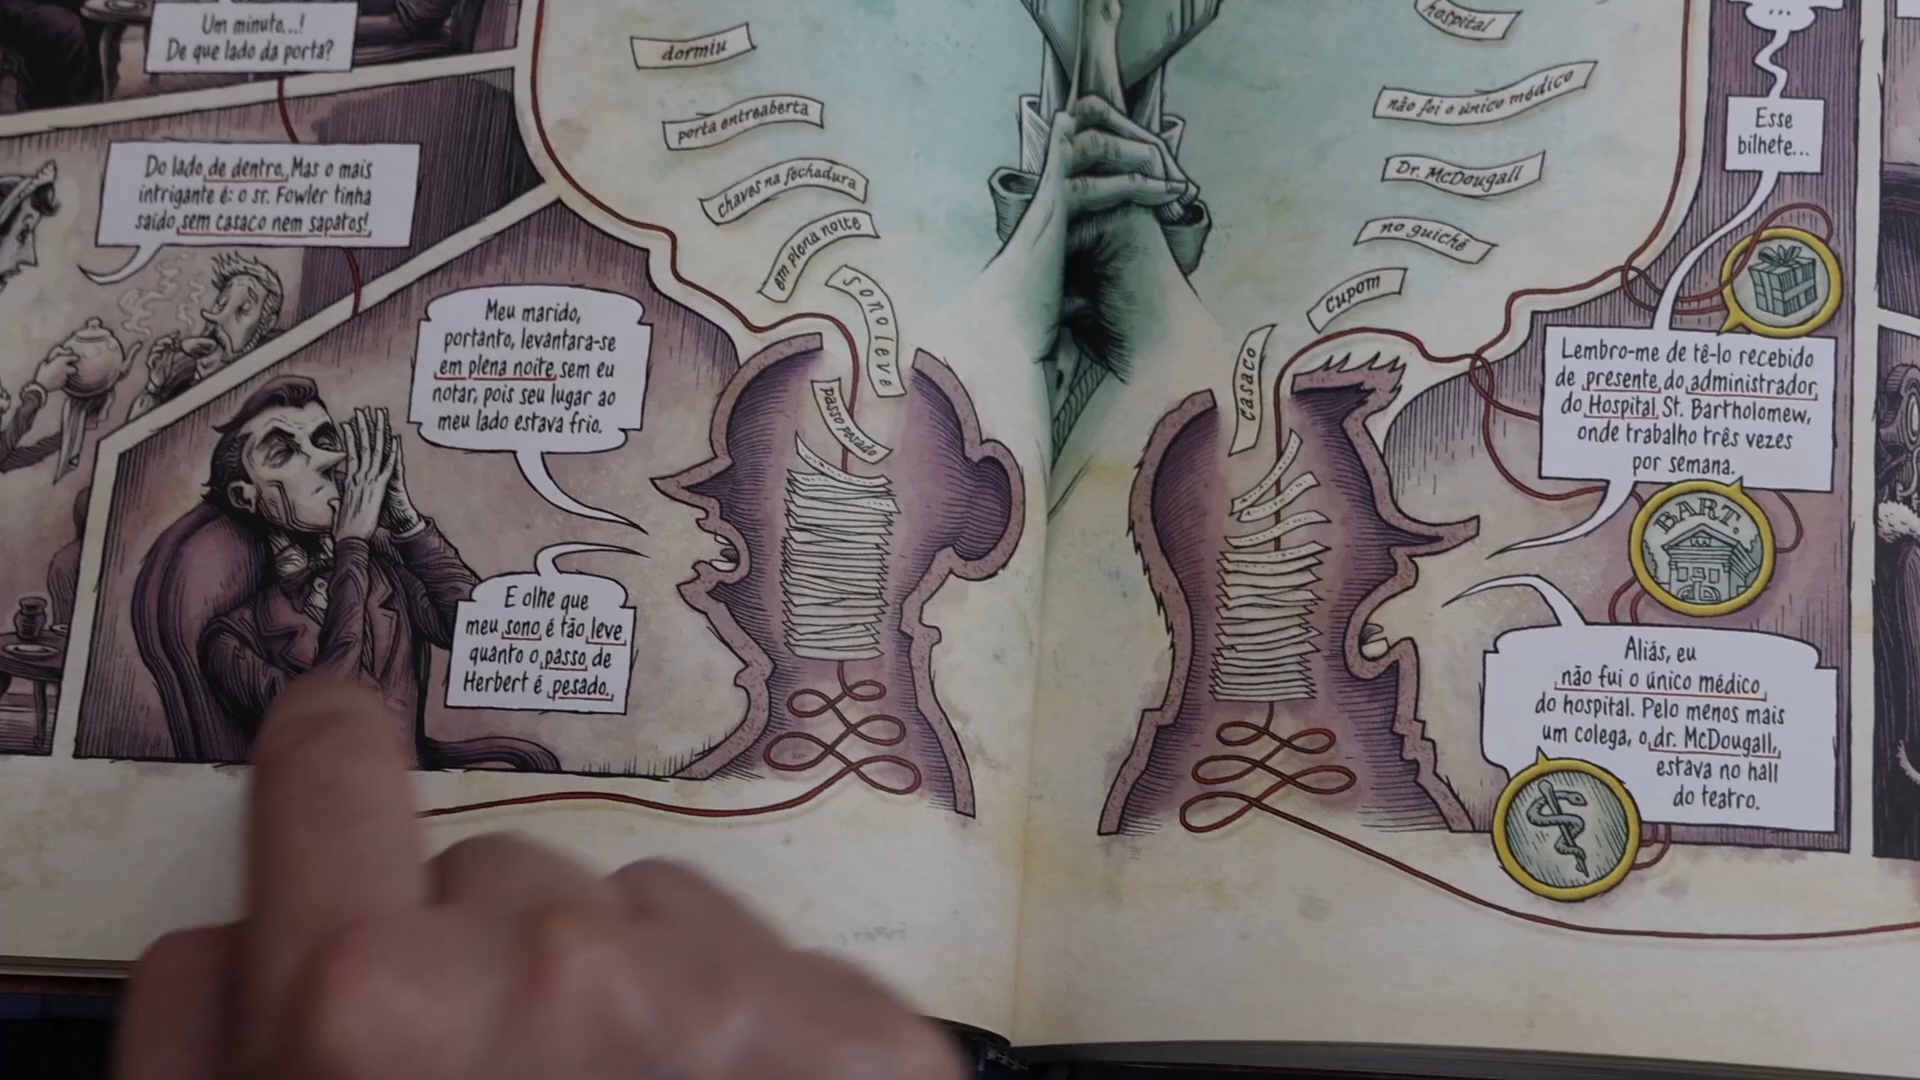 Um minuto...!
De que lado da porta?
Do lado de dentro. Mas o mais
intrigante é: o sr. Fowler tinha
saído sem casaco nem sapatos!
Meu marido,
portanto, levantara-se
em plena noite sem eu
notar, pois seu lugar ao
meu lado estava frio.
E olhe que
meu sono é tão leve
quanto o passo de
Herbert é pesado.
dormiu
porta entreaberta
chaves na fechadura
em plena noite
sono leve
passo pesado
hospital
não foi o único médico
Dr. McDougall
no guichê
cupom
casaco
...
Esse
bilhete...
Lembro-me de tê-lo recebido
de presente do administrador
do Hospital St. Bartholomew,
onde trabalho três vezes
por semana.
BART.
Aliás, eu
não fui o único médico
do hospital. Pelo menos mais
um colega, o dr. McDougall,
estava no hall
do teatro.